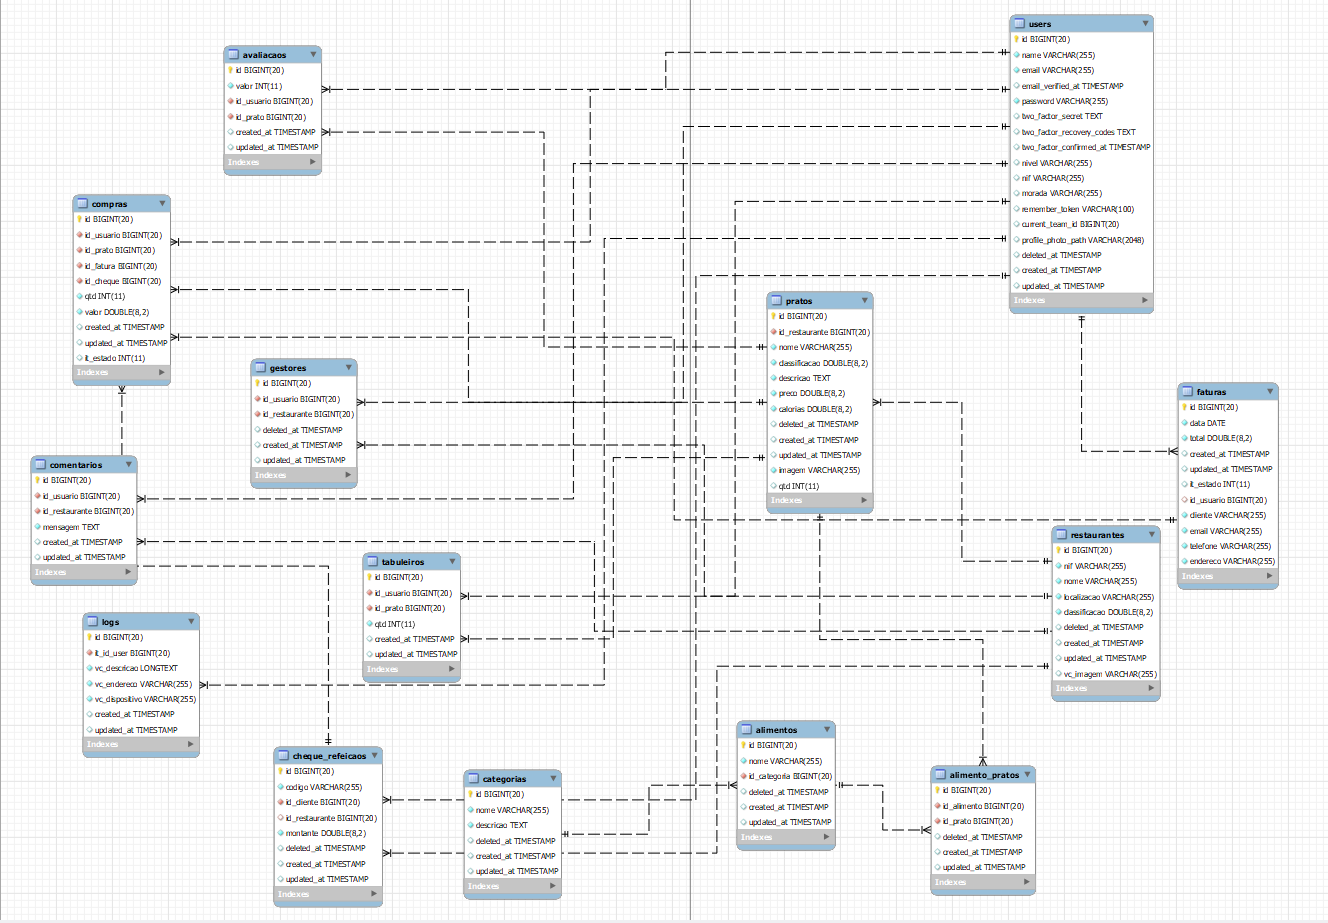 avaliacaos
id BIGINT(20)
valor INT(11)
id_usuario BIGINT(20)
id_prato BIGINT(20)
created_at TIMESTAMP
updated_at TIMESTAMP
Indexes
users
id BIGINT(20)
name VARCHAR(255)
email VARCHAR(255)
email_verified_at TIMESTAMP
password VARCHAR(255)
two_factor_secret TEXT
two_factor_recovery_codes TEXT
two_factor_confirmed_at TIMESTAMP
nivel VARCHAR(255)
nif VARCHAR(255)
morada VARCHAR(255)
remember_token VARCHAR(100)
current_team_id BIGINT(20)
profile_photo_path VARCHAR(2048)
deleted_at TIMESTAMP
created_at TIMESTAMP
updated_at TIMESTAMP
Indexes
compras
id BIGINT(20)
id_usuario BIGINT(20)
id_prato BIGINT(20)
id_fatura BIGINT(20)
id_cheque BIGINT(20)
qtd INT(11)
valor DOUBLE(8,2)
created_at TIMESTAMP
updated_at TIMESTAMP
it_estado INT(11)
Indexes
pratos
id BIGINT(20)
id_restaurante BIGINT(20)
nome VARCHAR(255)
classificacao DOUBLE(8,2)
descricao TEXT
preco DOUBLE(8,2)
calorias DOUBLE(8,2)
deleted_at TIMESTAMP
created_at TIMESTAMP
updated_at TIMESTAMP
imagem VARCHAR(255)
qtd INT(11)
Indexes
gestores
id BIGINT(20)
id_usuario BIGINT(20)
id_restaurante BIGINT(20)
deleted_at TIMESTAMP
created_at TIMESTAMP
updated_at TIMESTAMP
Indexes
faturas
id BIGINT(20)
data DATE
total DOUBLE(8,2)
created_at TIMESTAMP
updated_at TIMESTAMP
it_estado INT(11)
id_usuario BIGINT(20)
cliente VARCHAR(255)
email VARCHAR(255)
telefone VARCHAR(255)
endereco VARCHAR(255)
Indexes
comentarios
id BIGINT(20)
id_usuario BIGINT(20)
id_restaurante BIGINT(20)
mensagem TEXT
created_at TIMESTAMP
updated_at TIMESTAMP
Indexes
restaurantes
id BIGINT(20)
nif VARCHAR(255)
nome VARCHAR(255)
localizacao VARCHAR(255)
classificacao DOUBLE(8,2)
deleted_at TIMESTAMP
created_at TIMESTAMP
updated_at TIMESTAMP
vc_imagem VARCHAR(255)
Indexes
tabuleiros
id BIGINT(20)
id_usuario BIGINT(20)
id_prato BIGINT(20)
qtd INT(11)
created_at TIMESTAMP
updated_at TIMESTAMP
Indexes
logs
id BIGINT(20)
it_id_user BIGINT(20)
vc_descricao LONGTEXT
vc_endereco VARCHAR(255)
vc_dispositivo VARCHAR(255)
created_at TIMESTAMP
updated_at TIMESTAMP
Indexes
cheque_refeicaos
id BIGINT(20)
codigo VARCHAR(255)
id_cliente BIGINT(20)
id_restaurante BIGINT(20)
montante DOUBLE(8,2)
deleted_at TIMESTAMP
created_at TIMESTAMP
updated_at TIMESTAMP
Indexes
categorias
id BIGINT(20)
nome VARCHAR(255)
descricao TEXT
deleted_at TIMESTAMP
created_at TIMESTAMP
updated_at TIMESTAMP
Indexes
alimentos
id BIGINT(20)
nome VARCHAR(255)
id_categoria BIGINT(20)
deleted_at TIMESTAMP
created_at TIMESTAMP
updated_at TIMESTAMP
Indexes
alimento_pratos
id BIGINT(20)
id_alimento BIGINT(20)
id_prato BIGINT(20)
deleted_at TIMESTAMP
created_at TIMESTAMP
updated_at TIMESTAMP
Indexes